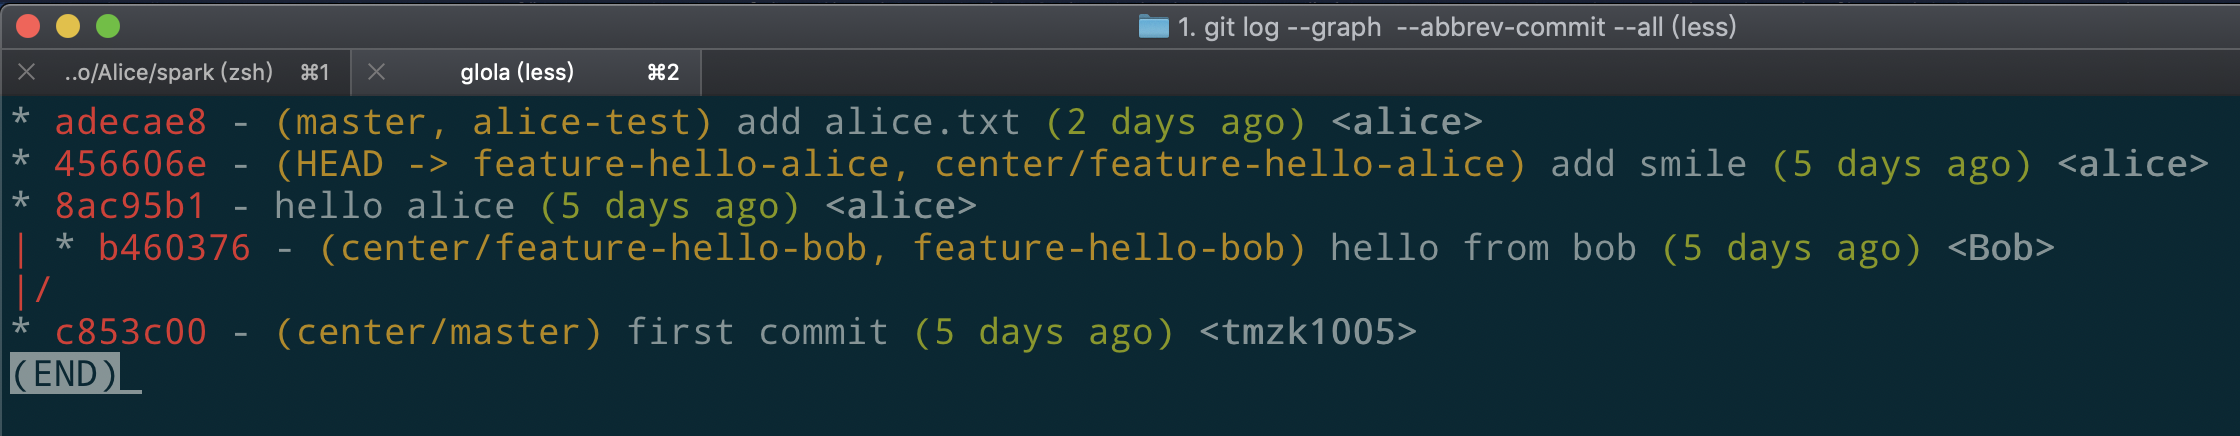 1. git log --graph  --abbrev-commit --all (less)
..o/Alice/spark (zsh) ⌘1 glola (less) ⌘2
* adecae8 - (master, alice-test) add alice.txt (2 days ago) <alice>
* 456606e - (HEAD -> feature-hello-alice, center/feature-hello-alice) add smile (5 days ago) <alice>
* 8ac95b1 - hello alice (5 days ago) <alice>
| * b460376 - (center/feature-hello-bob, feature-hello-bob) hello from bob (5 days ago) <Bob>
|/
* c853c00 - (center/master) first commit (5 days ago) <tmzk1005>
(END)